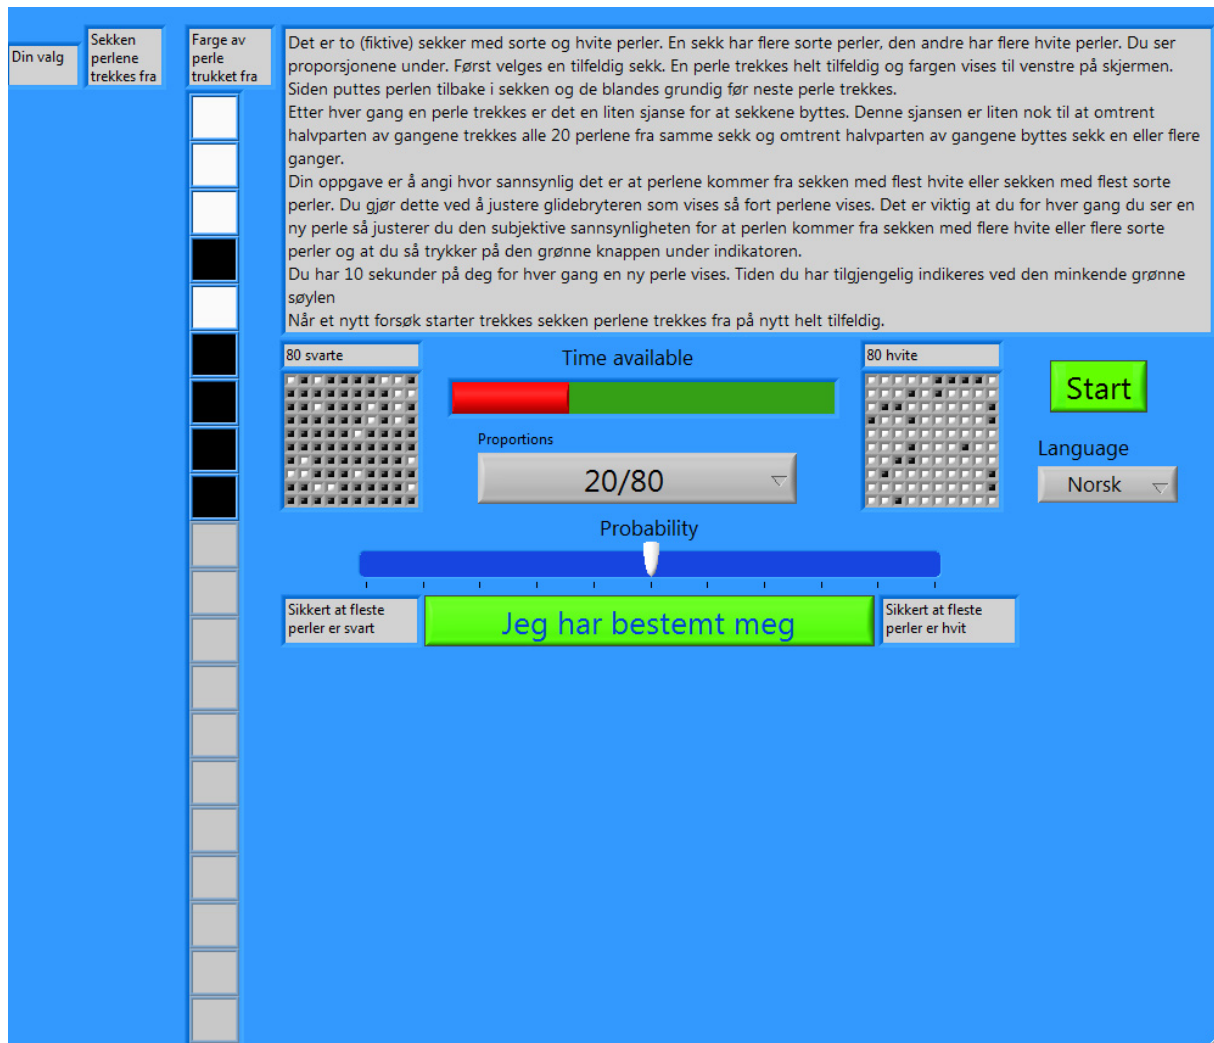 Din valg
Sekken
perlene
trekkes fra
Farge av
perle
trukket fra
Det er to (fiktive) sekker med sorte og hvite perler. En sekk har flere sorte perler, den andre har flere hvite perler. Du ser
proporsjonene under. Først velges en tilfeldig sekk. En perle trekkes helt tilfeldig og fargen vises til venstre på skjermen.
Siden puttes perlen tilbake i sekken og de blandes grundig før neste perle trekkes.
Etter hver gang en perle trekkes er det en liten sjanse for at sekkene byttes. Denne sjansen er liten nok til at omtrent
halvparten av gangene trekkes alle 20 perlene fra samme sekk og omtrent halvparten av gangene byttes sekk en eller flere
ganger.
Din oppgave er å angi hvor sannsynlig det er at perlene kommer fra sekken med flest hvite eller sekken med flest sorte
perler. Du gjør dette ved å justere glidebryteren som vises så fort perlene vises. Det er viktig at du for hver gang du ser en
ny perle så justerer du den subjektive sannsynligheten for at perlen kommer fra sekken med flere hvite eller flere sorte
perler og at du så trykker på den grønne knappen under indikatoren.
Du har 10 sekunder på deg for hver gang en ny perle vises. Tiden du har tilgjengelig indikeres ved den minkende grønne
søylen
Når et nytt forsøk starter trekkes sekken perlene trekkes fra på nytt helt tilfeldig.
80 svarte
Time available
80 hvite
Start
Proportions
20/80
Language
Norsk
Probability
Sikkert at fleste
perler er svart
Jeg har bestemt meg
Sikkert at fleste
perler er hvit